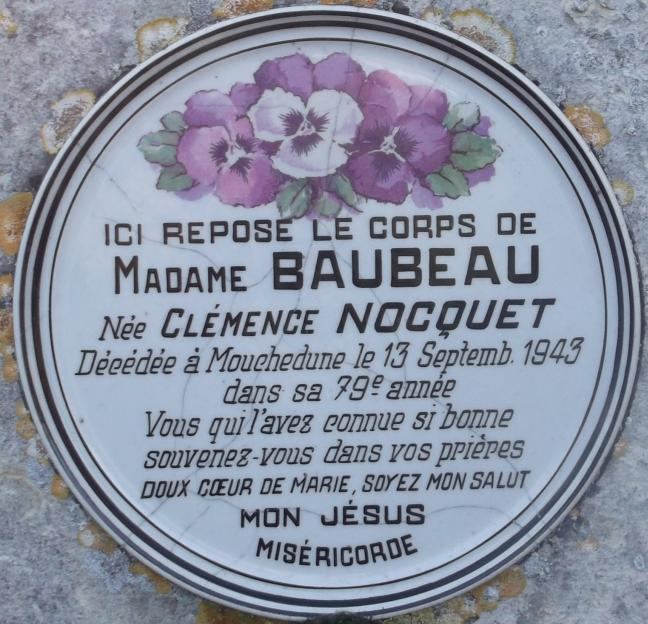 ICI REPOSE LE CORPS DE
MADAME BAUBEAU
Née CLÉMENCE NOCQUET
Décédée à Mouchedune le 13 Septemb. 1943
dans sa 79e année
Vous qui l'avez connue si bonne
souvenez-vous dans vos prières
DOUX CŒUR DE MARIE, SOYEZ MON SALUT
MON JÉSUS
MISÉRICORDE